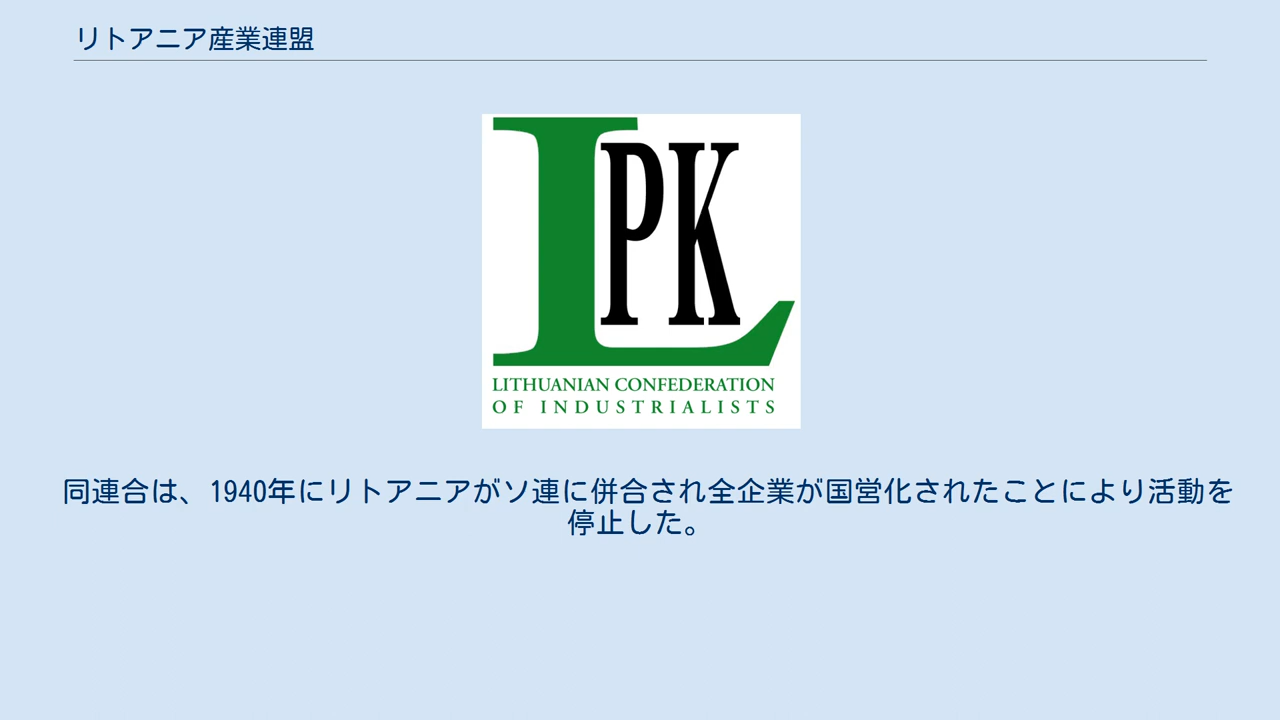 リトアニア産業連盟
LPK
LITHUANIAN CONFEDERATION
OF INDUSTRIALISTS
同連合は、1940年にリトアニアがソ連に併合され全企業が国営化されたことにより活動を
停止した。